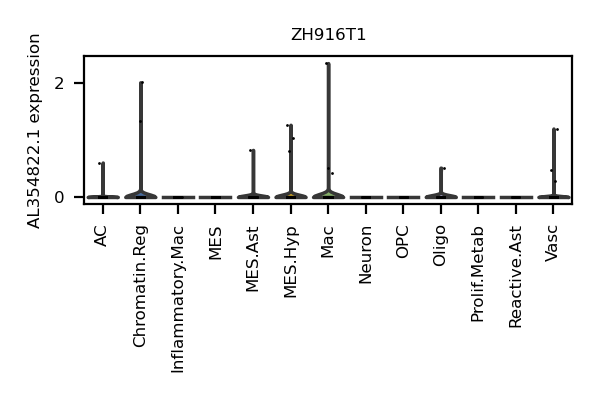 ZH916T1
AL354822.1 expression
2
0
AC
Chromatin.Reg
Inflammatory.Mac
MES
MES.Ast
MES.Hyp
Mac
Neuron
OPC
Oligo
Prolif.Metab
Reactive.Ast
Vasc